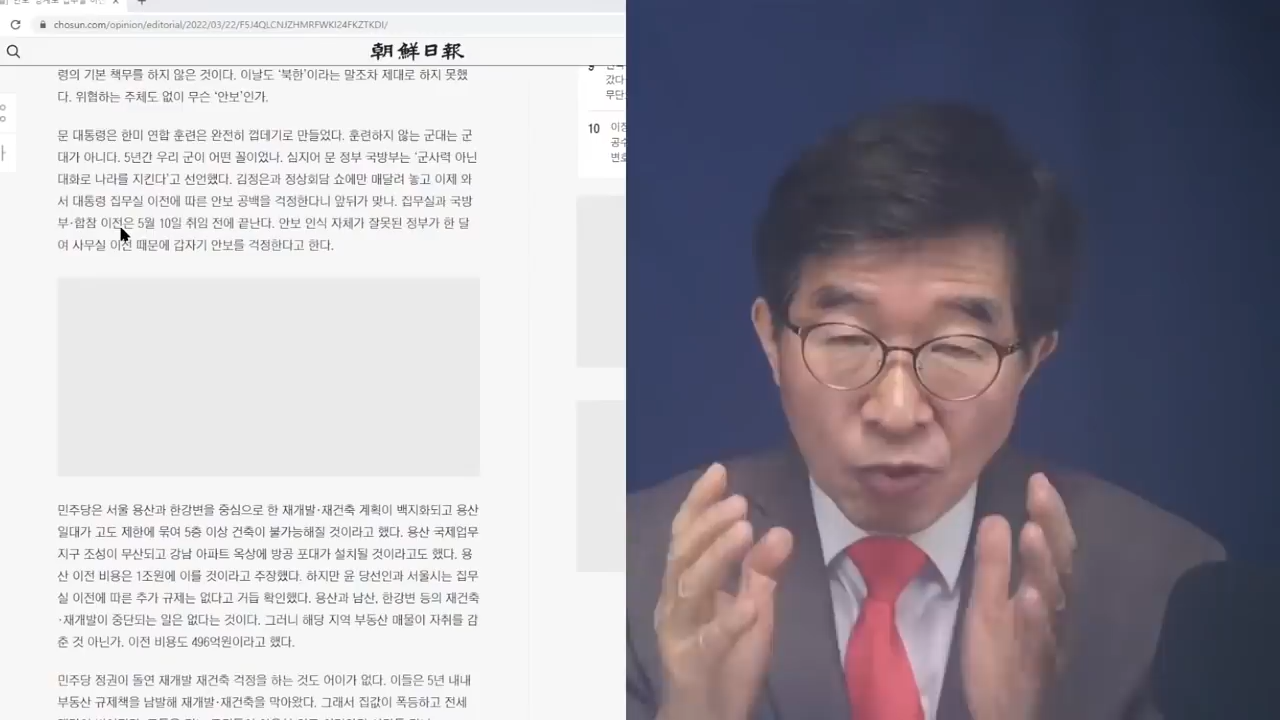 chosun.com/opinion/editorial/2022/03/22/F5J4QLCNJZHMRFWKI24FKZTKDI/
朝鮮日報
령의 기본 책무를 하지 않은 것이다. 이날도 ‘북한’이라는 말조차 제대로 하지 못했
다. 위협하는 주체도 없이 무슨 ‘안보’인가.
문 대통령은 한미 연합 훈련은 완전히 껍데기로 만들었다. 훈련하지 않는 군대는 군
대가 아니다. 5년간 우리 군이 어떤 꼴이었나. 심지어 문 정부 국방부는 ‘군사력 아닌
대화로 나라를 지킨다’고 선언했다. 김정은과 정상회담 쇼에만 매달려 놓고 이제 와
서 대통령 집무실 이전에 따른 안보 공백을 걱정한다니 앞뒤가 맞나. 집무실과 국방
부·합참 이전은 5월 10일 취임 전에 끝난다. 안보 인식 자체가 잘못된 정부가 한 달
여 사무실 이전 때문에 갑자기 안보를 걱정한다고 한다.
민주당은 서울 용산과 한강변을 중심으로 한 재개발·재건축 계획이 백지화되고 용산
일대가 고도 제한에 묶여 5층 이상 건축이 불가능해질 것이라고 했다. 용산 국제업무
지구 조성이 무산되고 강남 아파트 옥상에 방공 포대가 설치될 것이라고도 했다. 용
산 이전 비용은 1조원에 이를 것이라고 주장했다. 하지만 윤 당선인과 서울시는 집무
실 이전에 따른 추가 규제는 없다고 거듭 확인했다. 용산과 남산, 한강변 등의 재건축
·재개발이 중단되는 일은 없다는 것이다. 그러니 해당 지역 부동산 매물이 자취를 감
춘 것 아닌가. 이전 비용도 496억원이라고 했다.
민주당 정권이 돌연 재개발 재건축 걱정을 하는 것도 어이가 없다. 이들은 5년 내내
부동산 규제책을 남발해 재개발·재건축을 막아왔다. 그래서 집값이 폭등하고 전세
갔다
무단
10
이정
공수
변호